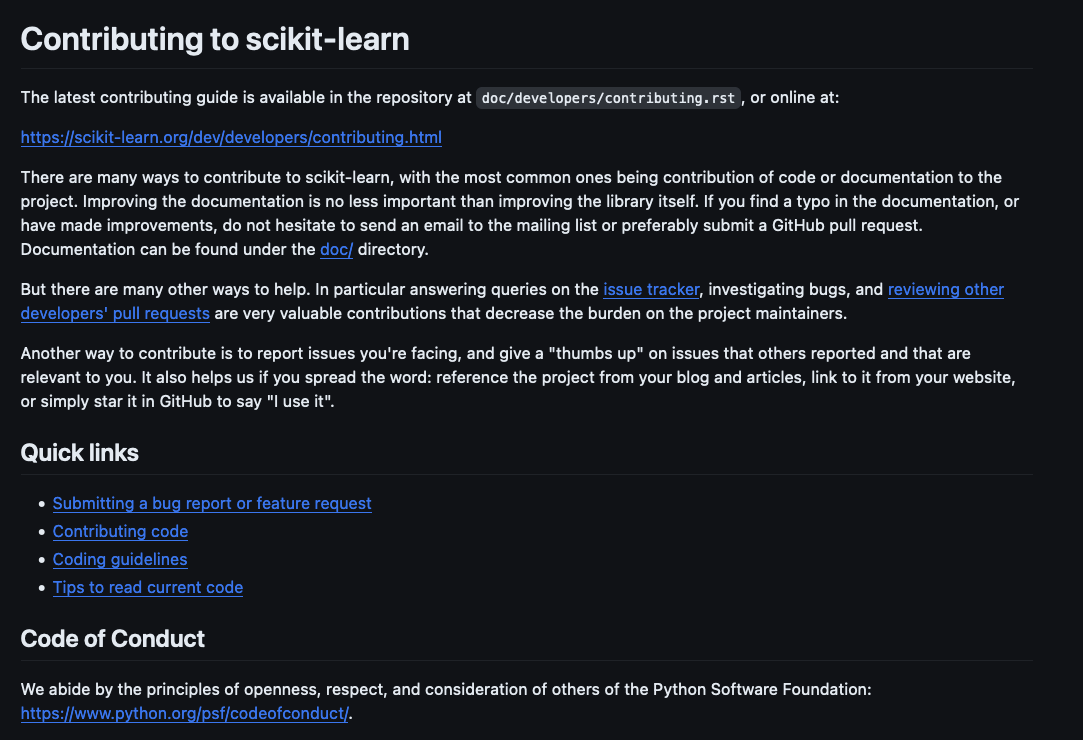 Contributing to scikit-learn
The latest contributing guide is available in the repository at doc/developers/contributing.rst, or online at:
https://scikit-learn.org/dev/developers/contributing.html
There are many ways to contribute to scikit-learn, with the most common ones being contribution of code or documentation to the
project. Improving the documentation is no less important than improving the library itself. If you find a typo in the documentation, or
have made improvements, do not hesitate to send an email to the mailing list or preferably submit a GitHub pull request.
Documentation can be found under the doc/ directory.
But there are many other ways to help. In particular answering queries on the issue tracker, investigating bugs, and reviewing other
developers' pull requests are very valuable contributions that decrease the burden on the project maintainers.
Another way to contribute is to report issues you're facing, and give a "thumbs up" on issues that others reported and that are
relevant to you. It also helps us if you spread the word: reference the project from your blog and articles, link to it from your website,
or simply star it in GitHub to say "I use it".
Quick links
• Submitting a bug report or feature request
• Contributing code
• Coding guidelines
• Tips to read current code
Code of Conduct
We abide by the principles of openness, respect, and consideration of others of the Python Software Foundation:
https://www.python.org/psf/codeofconduct/.